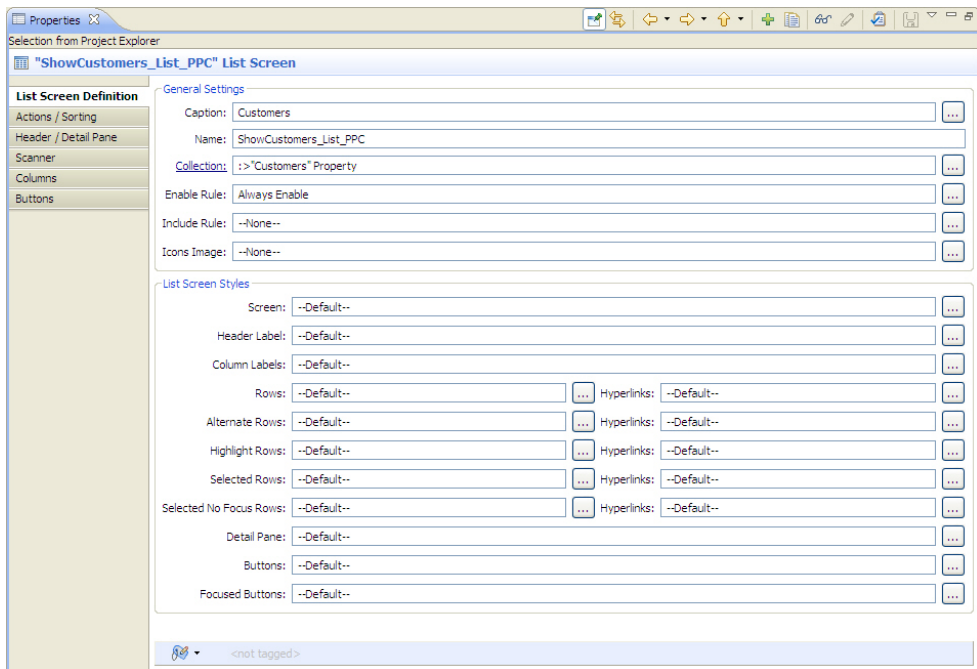 Properties
Selection from Project Explorer
"ShowCustomers_List_PPC" List Screen
List Screen Definition
Actions / Sorting
Header / Detail Pane
Scanner
Columns
Buttons
General Settings
Caption: Customers ...
Name: ShowCustomers_List_PPC
Collection: :>"Customers" Property ...
Enable Rule: Always Enable ...
Include Rule: --None-- ...
Icons Image: --None-- ...
List Screen Styles
Screen: --Default-- ...
Header Label: --Default-- ...
Column Labels: --Default-- ...
Rows: --Default-- ... Hyperlinks: --Default-- ...
Alternate Rows: --Default-- ... Hyperlinks: --Default-- ...
Highlight Rows: --Default-- ... Hyperlinks: --Default-- ...
Selected Rows: --Default-- ... Hyperlinks: --Default-- ...
Selected No Focus Rows: --Default-- ... Hyperlinks: --Default-- ...
Detail Pane: --Default-- ...
Buttons: --Default-- ...
Focused Buttons: --Default-- ...
<not tagged>